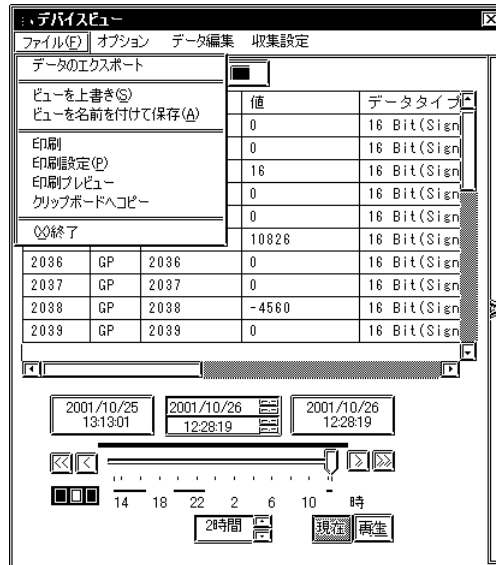 デバイスビュー
ファイル(F) オプション データ編集 収集設定
データのエクスポート
ビューを上書き(S)
ビューを名前を付けて保存(A)
印刷
印刷設定(P)
印刷プレビュー
クリップボードへコピー
(X)終了
値 データタイプ
0 16 Bit(Sign
0 16 Bit(Sign
16 16 Bit(Sign
0 16 Bit(Sign
0 16 Bit(Sign
10826 16 Bit(Sign
2036 GP 2036 0 16 Bit(Sign
2037 GP 2037 0 16 Bit(Sign
2038 GP 2038 -4560 16 Bit(Sign
2039 GP 2039 0 16 Bit(Sign
2001/10/25 2001/10/26 2001/10/26
13:13:01 12:28:19 12:28:19
14 18 22 2 6 10 時
2時間 現在 再生